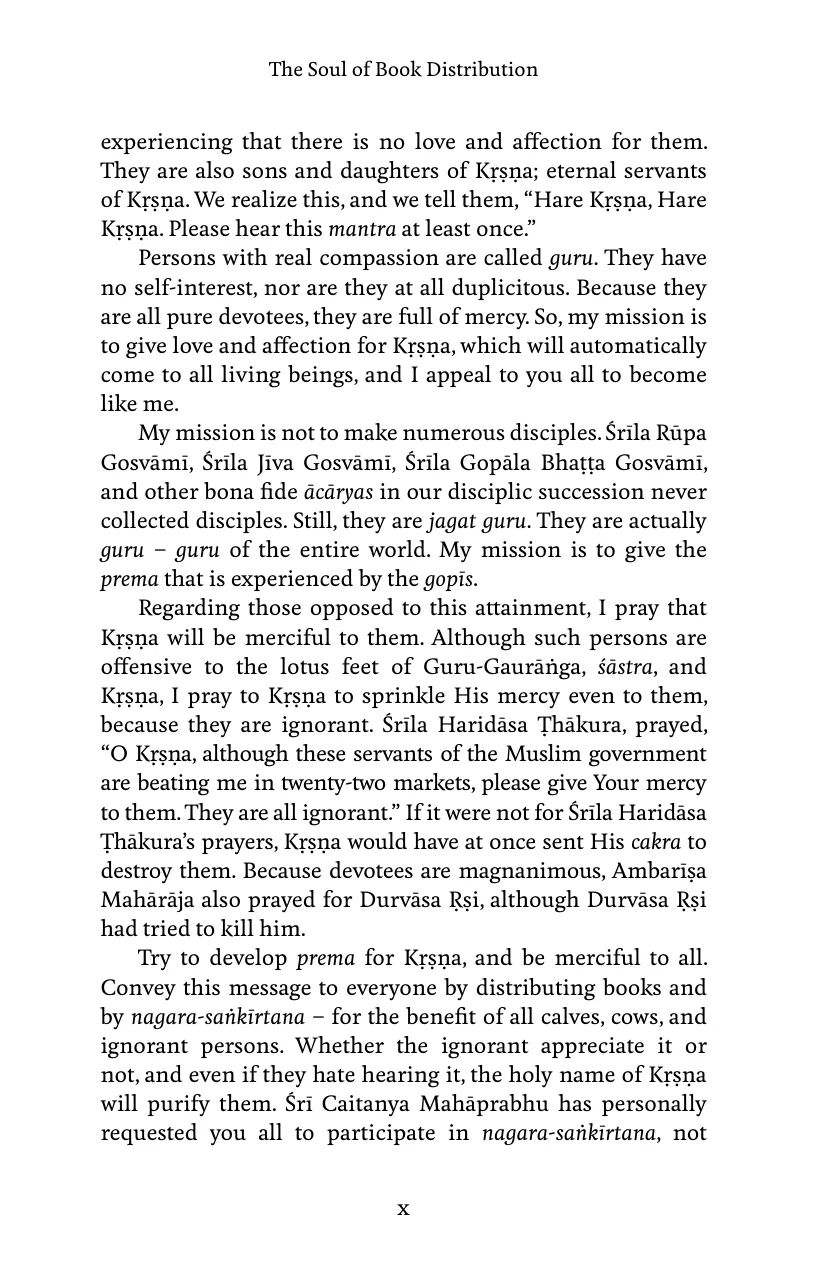 The Soul of Book Distribution
experiencing that there is no love and affection for them.
They are also sons and daughters of Kṛṣṇa; eternal servants
of Kṛṣṇa. We realize this, and we tell them, “Hare Kṛṣṇa, Hare
Kṛṣṇa. Please hear this mantra at least once.”
Persons with real compassion are called guru. They have
no self-interest, nor are they at all duplicitous. Because they
are all pure devotees, they are full of mercy. So, my mission is
to give love and affection for Kṛṣṇa, which will automatically
come to all living beings, and I appeal to you all to become
like me.
My mission is not to make numerous disciples. Śrīla Rūpa
Gosvāmī, Śrīla Jīva Gosvāmī, Śrīla Gopāla Bhaṭṭa Gosvāmī,
and other bona fide ācāryas in our disciplic succession never
collected disciples. Still, they are jagat guru. They are actually
guru – guru of the entire world. My mission is to give the
prema that is experienced by the gopīs.
Regarding those opposed to this attainment, I pray that
Kṛṣṇa will be merciful to them. Although such persons are
offensive to the lotus feet of Guru-Gaurāṅga, śāstra, and
Kṛṣṇa, I pray to Kṛṣṇa to sprinkle His mercy even to them,
because they are ignorant. Śrīla Haridāsa Ṭhākura, prayed,
“O Kṛṣṇa, although these servants of the Muslim government
are beating me in twenty-two markets, please give Your mercy
to them. They are all ignorant.” If it were not for Śrīla Haridāsa
Ṭhākura’s prayers, Kṛṣṇa would have at once sent His cakra to
destroy them. Because devotees are magnanimous, Ambarīṣa
Mahārāja also prayed for Durvāsa Ṛṣi, although Durvāsa Ṛṣi
had tried to kill him.
Try to develop prema for Kṛṣṇa, and be merciful to all.
Convey this message to everyone by distributing books and
by nagara-saṅkīrtana – for the benefit of all calves, cows, and
ignorant persons. Whether the ignorant appreciate it or
not, and even if they hate hearing it, the holy name of Kṛṣṇa
will purify them. Śrī Caitanya Mahāprabhu has personally
requested you all to participate in nagara-saṅkīrtana, not
x